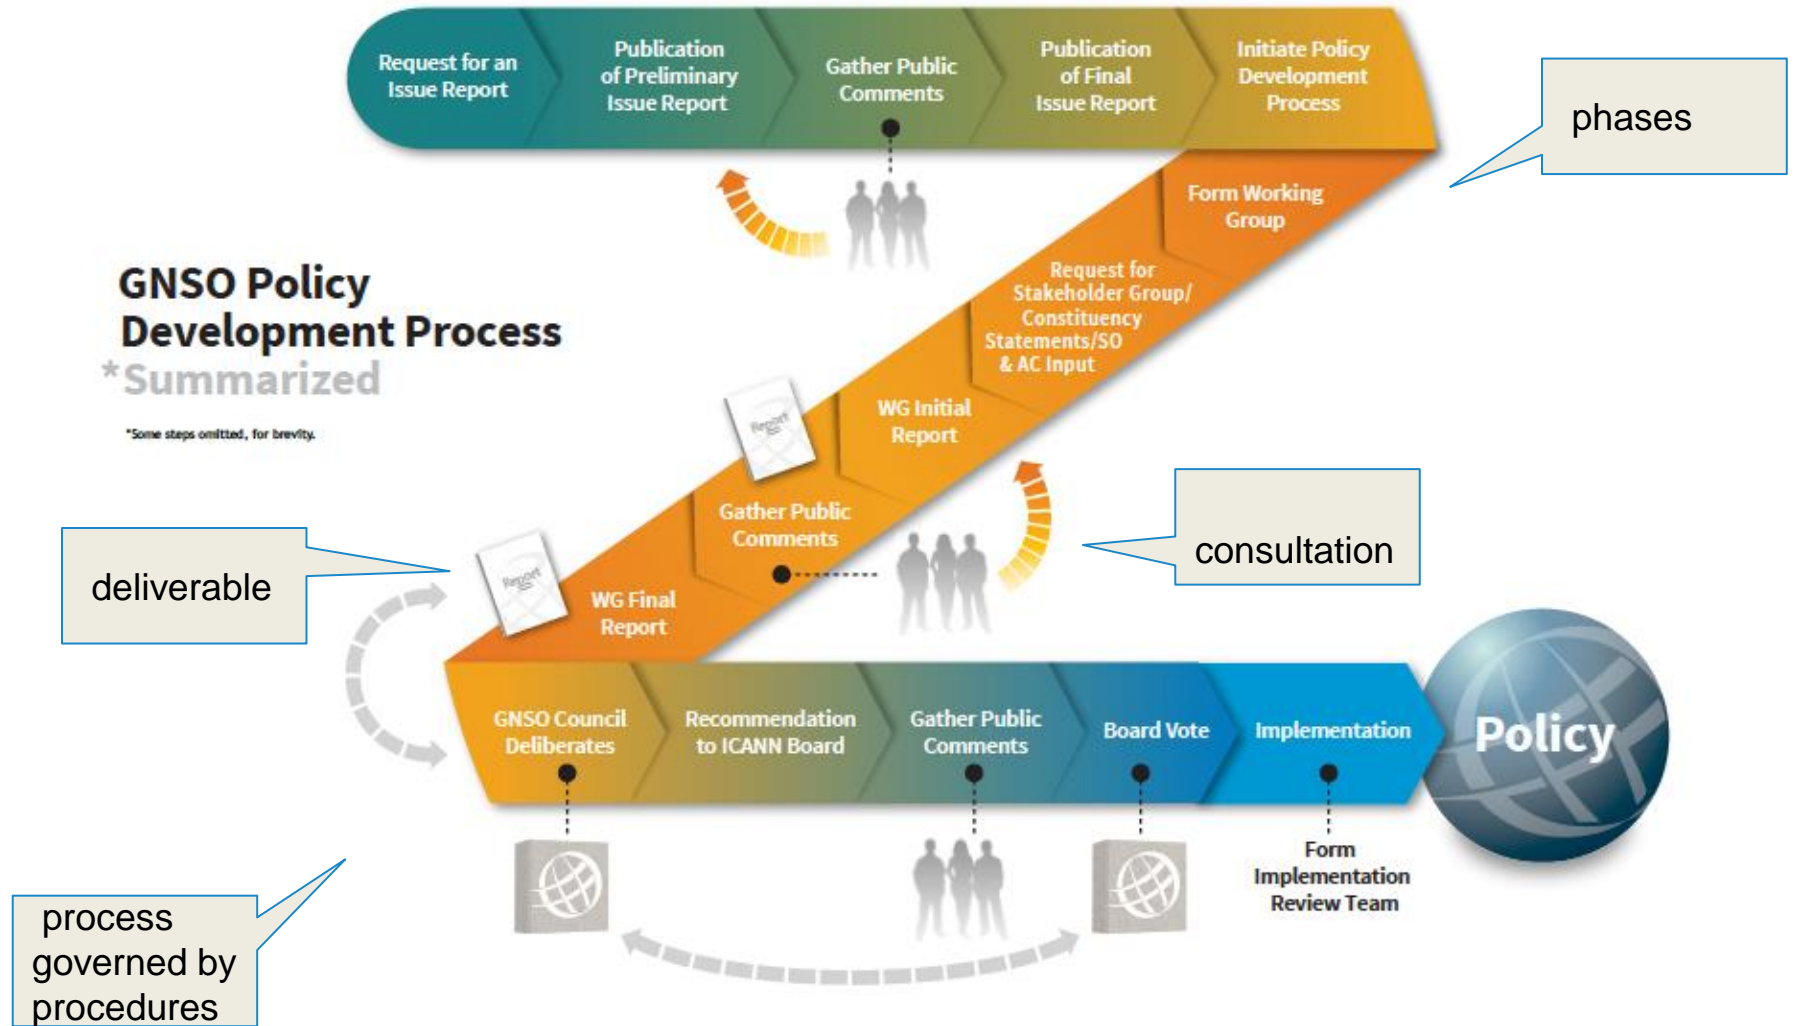 Request for an
Issue Report
Publication
of Preliminary
Issue Report
Gather Public
Comments
Publication
of Final
Issue Report
Initiate Policy
Development
Process
phases
Form Working
Group
GNSO Policy
Development Process
*Summarized
*Some steps omitted, for brevity.
Request for
Stakeholder Group/
Constituency
Statements/SO
& AC Input
Report
WG Initial
Report
consultation
Gather Public
Comments
deliverable
Report
WG Final
Report
GNSO Council
Deliberates
Recommendation
to ICANN Board
Gather Public
Comments
Board Vote
Implementation
Policy
Form
Implementation
Review Team
process
governed by
procedures